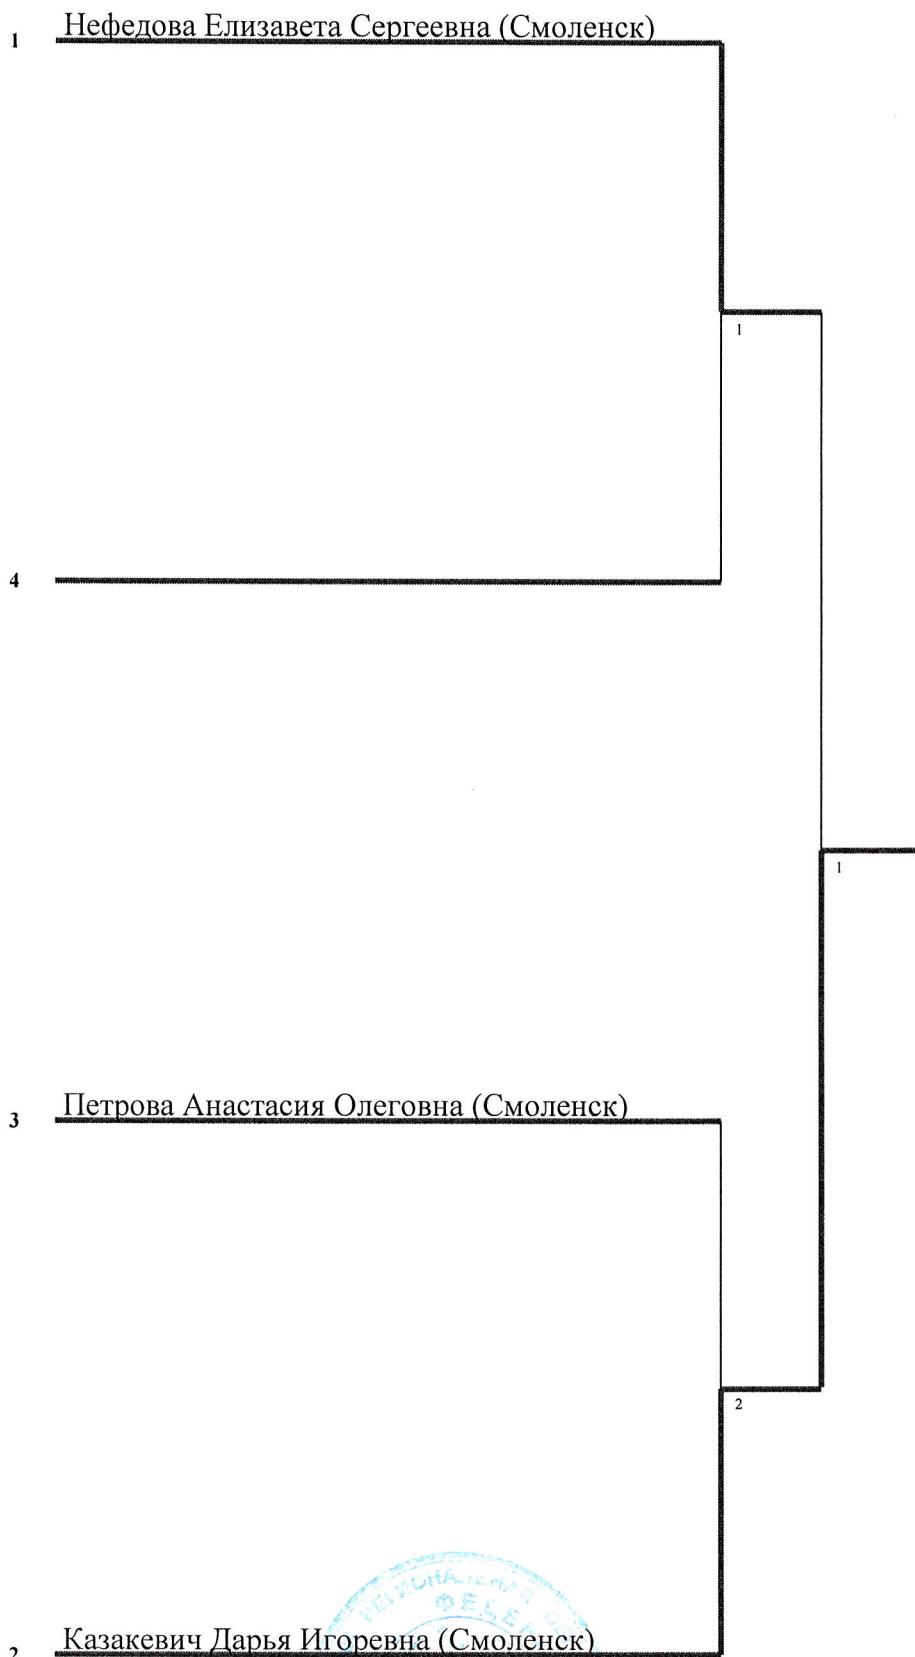 1 Нефедова Елизавета Сергеевна (Смоленск)
1
4
1
3 Петрова Анастасия Олеговна (Смоленск)
2
РЕГИОНАЛЬНАЯ
2 Казакевич Дарья Игоревна (Смоленск)